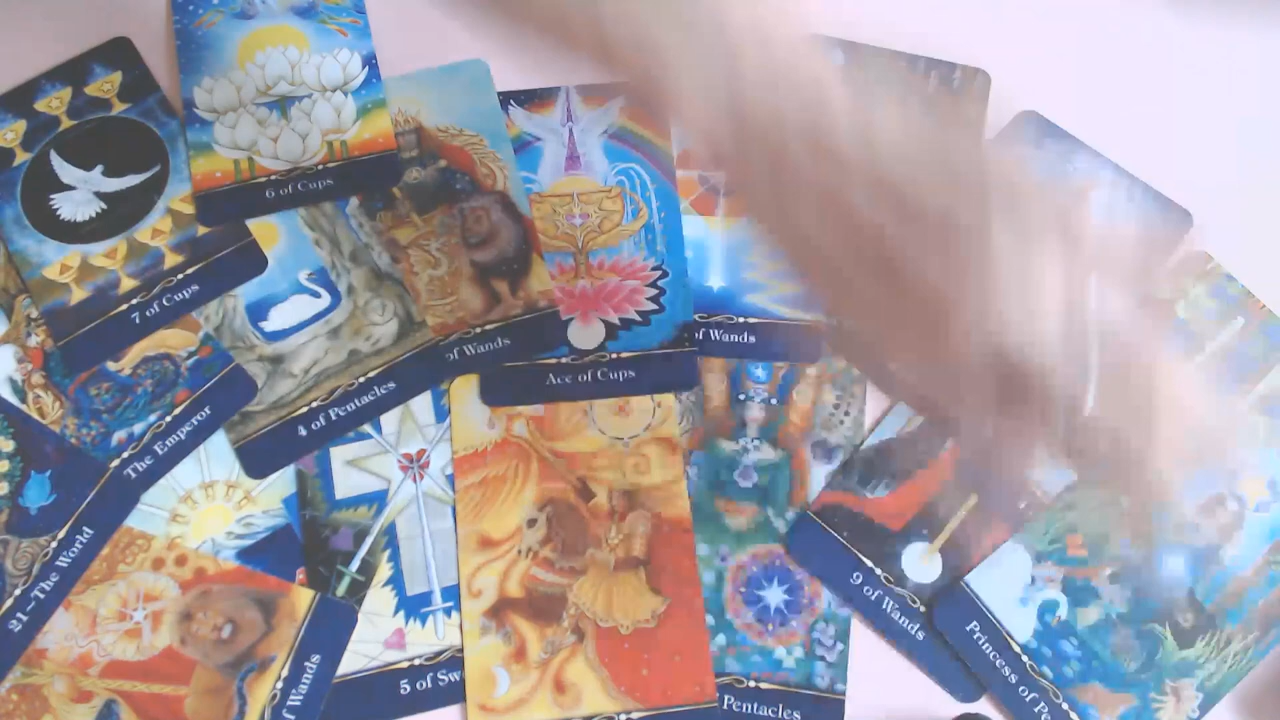 6 of Cups
7 of Cups
of Wands
of Wands
Ace of Cups
4 of Pentacles
The Emperor
21 ~ The World
9 of Wands
Princess of Pe
of Wands
5 of Sw
Pentacles